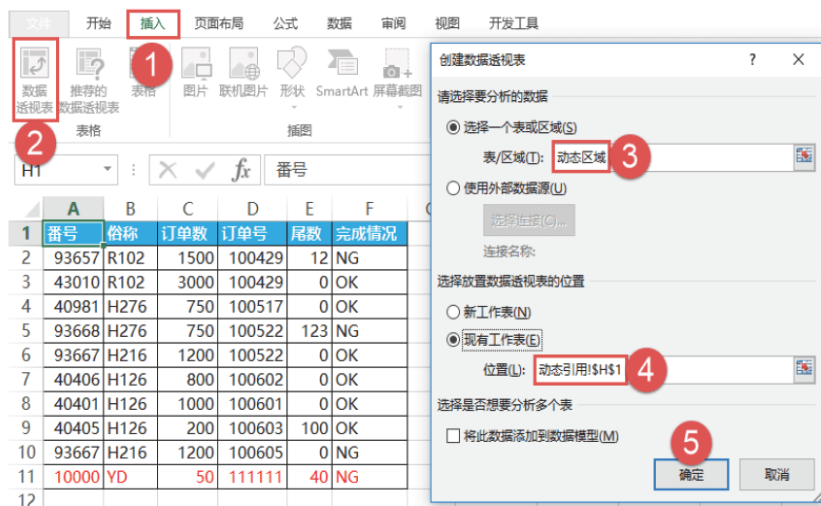 文件 开始 插入 页面布局 公式 数据 审阅 视图 开发工具
1
数据透视表 推荐的数据透视表 表格 图片 联机图片 形状 SmartArt 屏幕截图
2
表格 插图
H1 fx 番号
A B C D E F
1 番号 俗称 订单数 订单号 尾数 完成情况
2 93657 R102 1500 100429 12 NG
3 43010 R102 3000 100429 0 OK
4 40981 H276 750 100517 0 OK
5 93668 H276 750 100522 123 NG
6 93667 H216 1200 100522 0 OK
7 40406 H126 800 100602 0 OK
8 40401 H126 1000 100601 0 OK
9 40405 H126 200 100603 100 OK
10 93667 H216 1200 100605 0 NG
11 10000 YD 50 111111 40 NG
12
创建数据透视表 ? ×
请选择要分析的数据
选择一个表或区域(S)
表/区域(T): 动态区域 3
使用外部数据源(U)
选择连接(C)...
连接名称:
选择放置数据透视表的位置
新工作表(N)
现有工作表(E)
位置(L): 动态引用!$H$1 4
选择是否想要分析多个表
将此数据添加到数据模型(M)
5
确定 取消